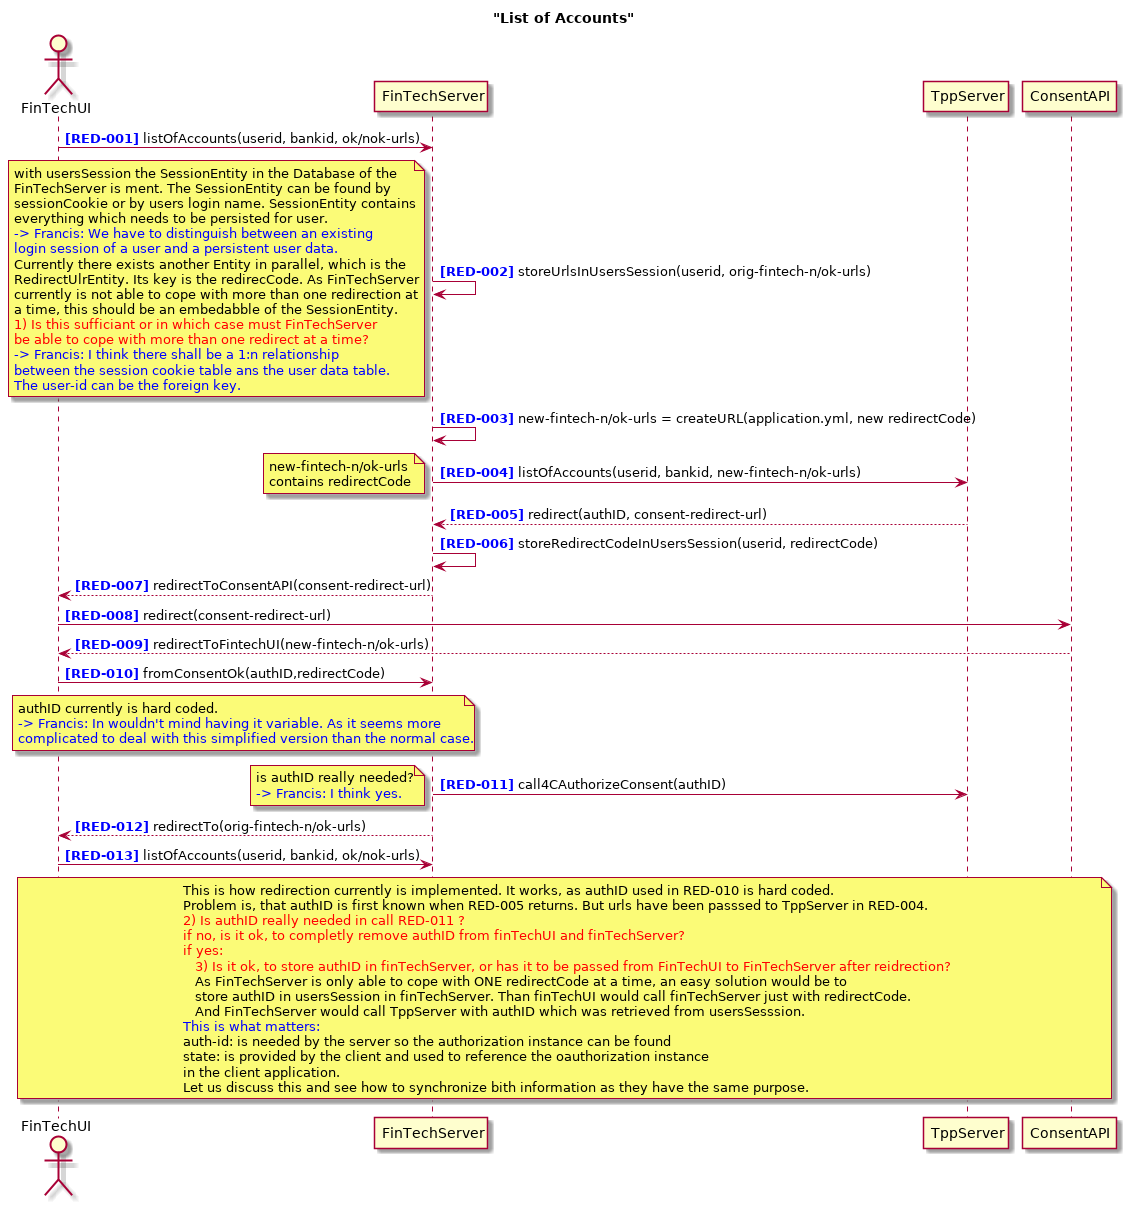 "List of Accounts"
FinTechUI
FinTechServer
TppServer
ConsentAPI
[RED-001] listOfAccounts(userid, bankid, ok/nok-urls)
with usersSession the SessionEntity in the Database of the
FinTechServer is ment. The SessionEntity can be found by
sessionCookie or by users login name. SessionEntity contains
everything which needs to be persisted for user.
-> Francis: We have to distinguish between an existing
login session of a user and a persistent user data.
Currently there exists another Entity in parallel, which is the
RedirectUlrEntity. Its key is the redirecCode. As FinTechServer
currently is not able to cope with more than one redirection at
a time, this should be an embedabble of the SessionEntity.
1) Is this sufficiant or in which case must FinTechServer
be able to cope with more than one redirect at a time?
-> Francis: I think there shall be a 1:n relationship
between the session cookie table ans the user data table.
The user-id can be the foreign key.
[RED-002] storeUrlsInUsersSession(userid, orig-fintech-n/ok-urls)
[RED-003] new-fintech-n/ok-urls = createURL(application.yml, new redirectCode)
new-fintech-n/ok-urls
contains redirectCode
[RED-004] listOfAccounts(userid, bankid, new-fintech-n/ok-urls)
[RED-005] redirect(authID, consent-redirect-url)
[RED-006] storeRedirectCodeInUsersSession(userid, redirectCode)
[RED-007] redirectToConsentAPI(consent-redirect-url)
[RED-008] redirect(consent-redirect-url)
[RED-009] redirectToFintechUI(new-fintech-n/ok-urls)
[RED-010] fromConsentOk(authID,redirectCode)
authID currently is hard coded.
-> Francis: In wouldn't mind having it variable. As it seems more
complicated to deal with this simplified version than the normal case.
is authID really needed?
-> Francis: I think yes.
[RED-011] call4CAuthorizeConsent(authID)
[RED-012] redirectTo(orig-fintech-n/ok-urls)
[RED-013] listOfAccounts(userid, bankid, ok/nok-urls)
This is how redirection currently is implemented. It works, as authID used in RED-010 is hard coded.
Problem is, that authID is first known when RED-005 returns. But urls have been passsed to TppServer in RED-004.
2) Is authID really needed in call RED-011 ?
if no, is it ok, to completly remove authID from finTechUI and finTechServer?
if yes:
3) Is it ok, to store authID in finTechServer, or has it to be passed from FinTechUI to FinTechServer after reidrection?
As FinTechServer is only able to cope with ONE redirectCode at a time, an easy solution would be to
store authID in usersSession in finTechServer. Than finTechUI would call finTechServer just with redirectCode.
And FinTechServer would call TppServer with authID which was retrieved from usersSesssion.
This is what matters:
auth-id: is needed by the server so the authorization instance can be found
state: is provided by the client and used to reference the oauthorization instance
in the client application.
Let us discuss this and see how to synchronize bith information as they have the same purpose.
FinTechUI
FinTechServer
TppServer
ConsentAPI